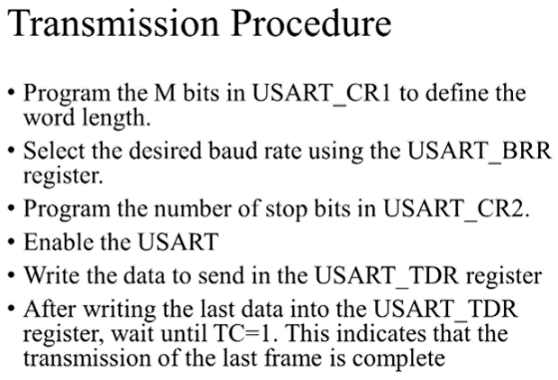 Transmission Procedure
• Program the M bits in USART_CR1 to define the
word length.
• Select the desired baud rate using the USART_BRR
register.
• Program the number of stop bits in USART_CR2.
• Enable the USART
• Write the data to send in the USART_TDR register
• After writing the last data into the USART_TDR
register, wait until TC=1. This indicates that the
transmission of the last frame is complete